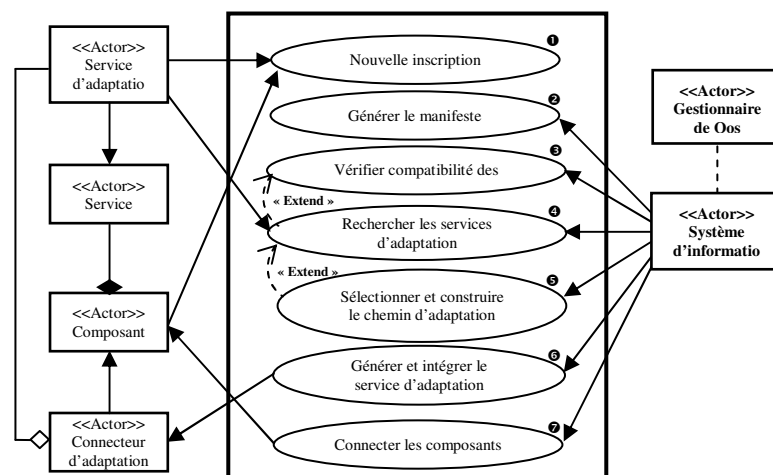 <<Actor>>
Service
d'adaptatio
<<Actor>>
Service
<<Actor>>
Composant
<<Actor>>
Connecteur
d'adaptation
❶
Nouvelle inscription
❷
Générer le manifeste
❸
Vérifier compatibilité des
« Extend »
❹
Rechercher les services
d'adaptation
« Extend »
❺
Sélectionner et construire
le chemin d'adaptation
❻
Générer et intégrer le
service d'adaptation
❼
Connecter les composants
<<Actor>>
Gestionnaire
de Oos
<<Actor>>
Système
d'informatio